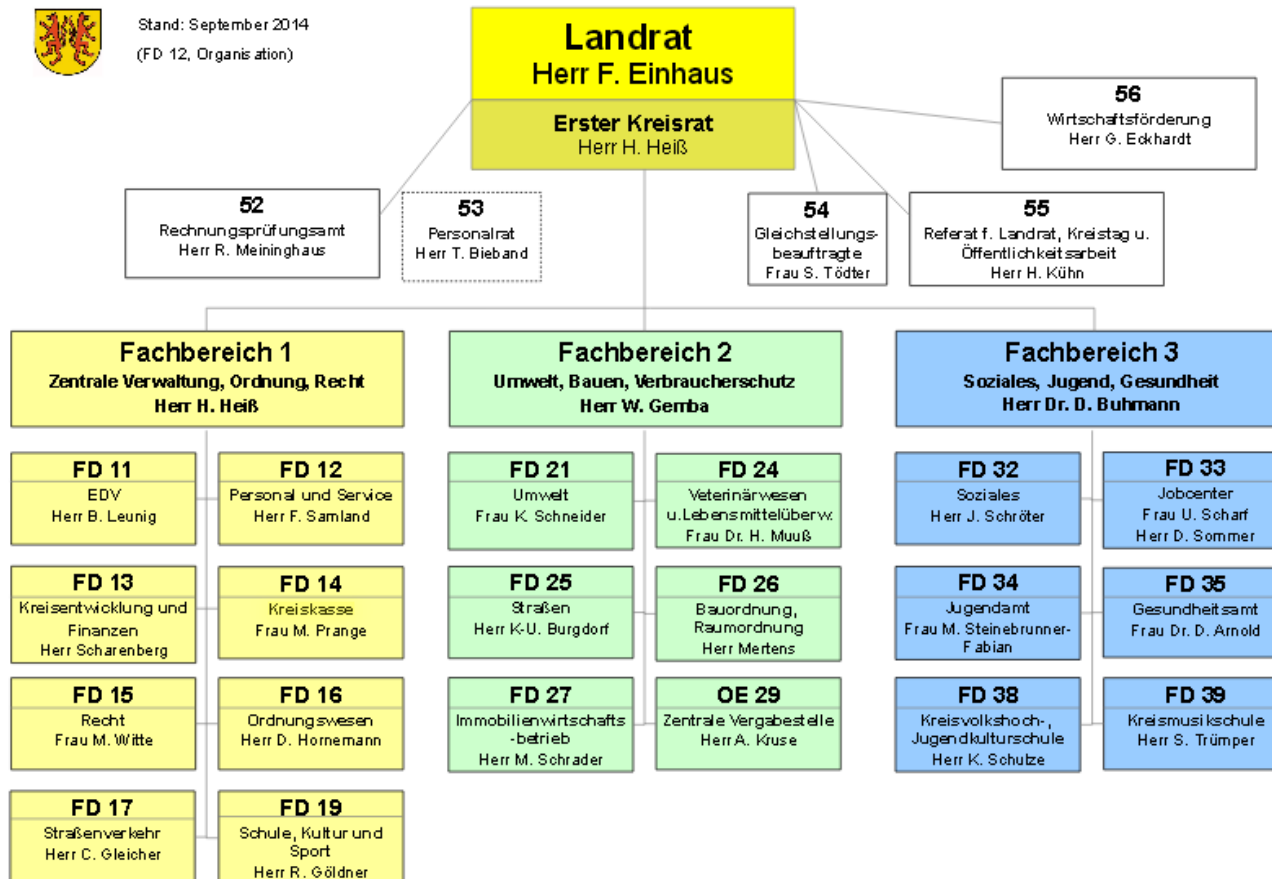 Stand: September 2014
(FD 12, Organisation)
Landrat
Herr F. Einhaus
Erster Kreisrat
Herr H. Heiß
56
Wirtschaftsförderung
Herr G. Eckhardt
52
Rechnungsprüfungsamt
Herr R. Meininghaus
53
Personalrat
Herr T. Bieband
54
Gleichstellungs-
beauftragte
Frau S. Tödter
55
Referat f. Landrat, Kreistag u.
Öffentlichkeitsarbeit
Herr H. Kühn
Fachbereich 1
Zentrale Verwaltung, Ordnung, Recht
Herr H. Heiß
Fachbereich 2
Umwelt, Bauen, Verbraucherschutz
Herr W. Gemba
Fachbereich 3
Soziales, Jugend, Gesundheit
Herr Dr. D. Buhmann
FD 11
EDV
Herr B. Leunig
FD 12
Personal und Service
Herr F. Samland
FD 13
Kreisentwicklung und
Finanzen
Herr Scharenberg
FD 14
Kreiskasse
Frau M. Prange
FD 15
Recht
Frau M. Witte
FD 16
Ordnungswesen
Herr D. Hornemann
FD 17
Straßenverkehr
Herr C. Gleicher
FD 19
Schule, Kultur und
Sport
Herr R. Göldner
FD 21
Umwelt
Frau K. Schneider
FD 24
Veterinärwesen
u.Lebensmittelüberw.
Frau Dr. H. Muuß
FD 25
Straßen
Herr K-U. Burgdorf
FD 26
Bauordnung,
Raumordnung
Herr Mertens
FD 27
Immobilienwirtschafts
-betrieb
Herr M. Schrader
OE 29
Zentrale Vergabestelle
Herr A. Kruse
FD 32
Soziales
Herr J. Schröter
FD 33
Jobcenter
Frau U. Scharf
Herr D. Sommer
FD 34
Jugendamt
Frau M. Steinebrunner-
Fabian
FD 35
Gesundheitsamt
Frau Dr. D. Arnold
FD 38
Kreisvolkshoch-,
Jugendkulturschule
Herr K. Schulze
FD 39
Kreismusikschule
Herr S. Trümper